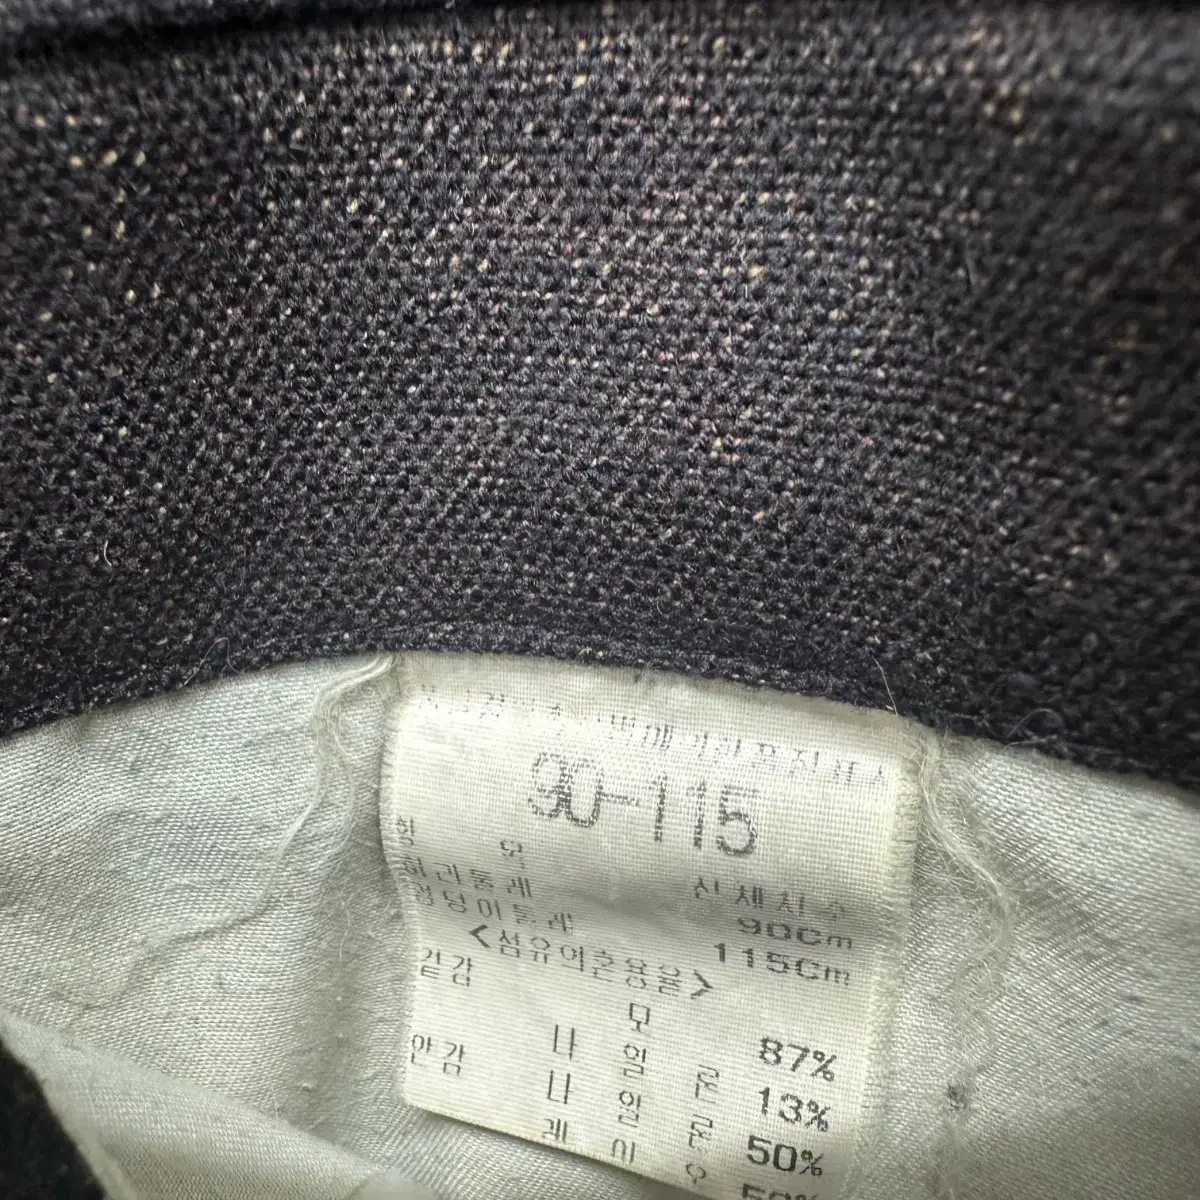 90-115
항 목 신체치수
허리둘레 90Cm
엉덩이둘레 115Cm
<섬유의혼용율>
겉감 모 87%
나 일 론 13%
안감 나 일 론 50%
레 이 온 50%